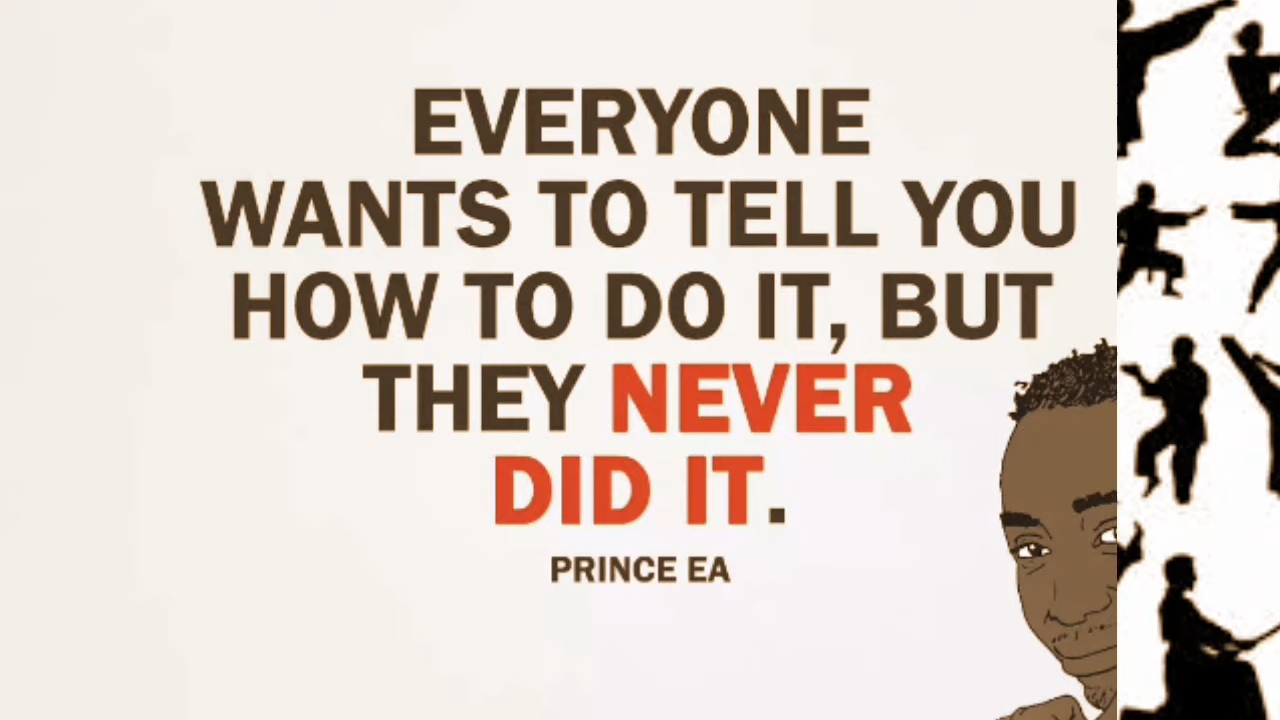 EVERYONE
WANTS TO TELL YOU
HOW TO DO IT, BUT
THEY NEVER
DID IT.
PRINCE EA